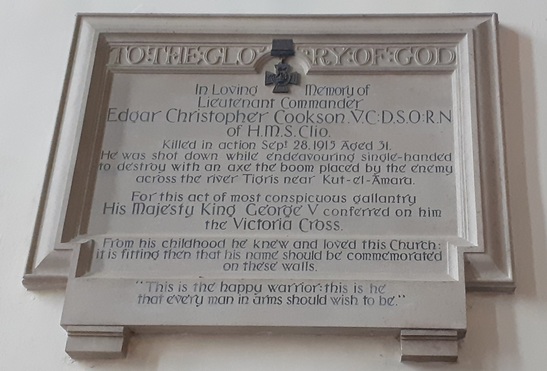 TO·THE·GLORY·OF·GOD
In Loving Memory of
Lieutenant Commander
Edgar Christopher Cookson. V.C: D.S.O: R.N
of H.M.S. Clio.
Killed in action Sept. 28, 1915 Aged 31.
He was shot down while endeavouring single-handed
to destroy with an axe the boom placed by the enemy
across the river Tigris near Kut-el-Amara.
For this act of most conspicuous gallantry
His Majesty King George V conferred on him
the Victoria Cross.
From his childhood he knew and loved this Church:
it is fitting then that his name should be commemorated
on these walls.
"This is the happy warrior: this is he
that every man in arms should wish to be."